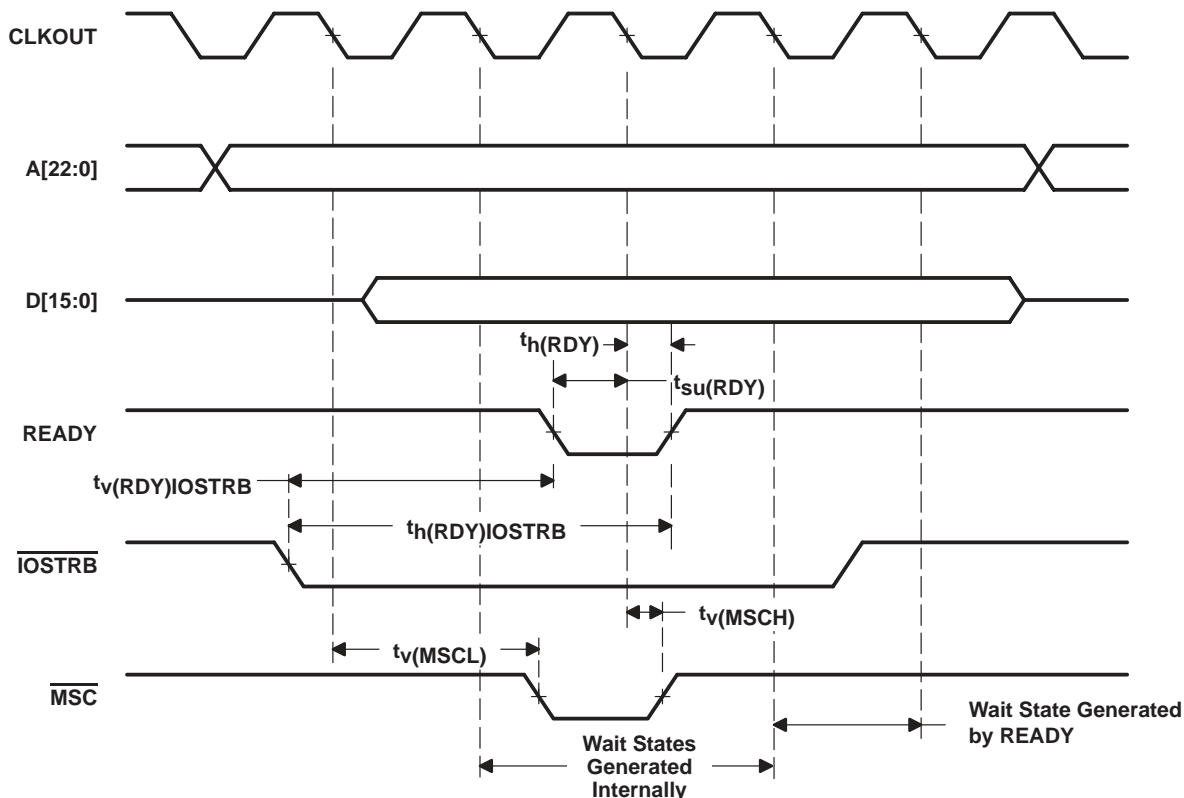 CLKOUT
A[22:0]
D[15:0]
th(RDY)
tsu(RDY)
READY
tv(RDY)IOSTRB
th(RDY)IOSTRB
IOSTRB
tv(MSCH)
tv(MSCL)
MSC
Wait State Generated
by READY
Wait States
Generated
Internally